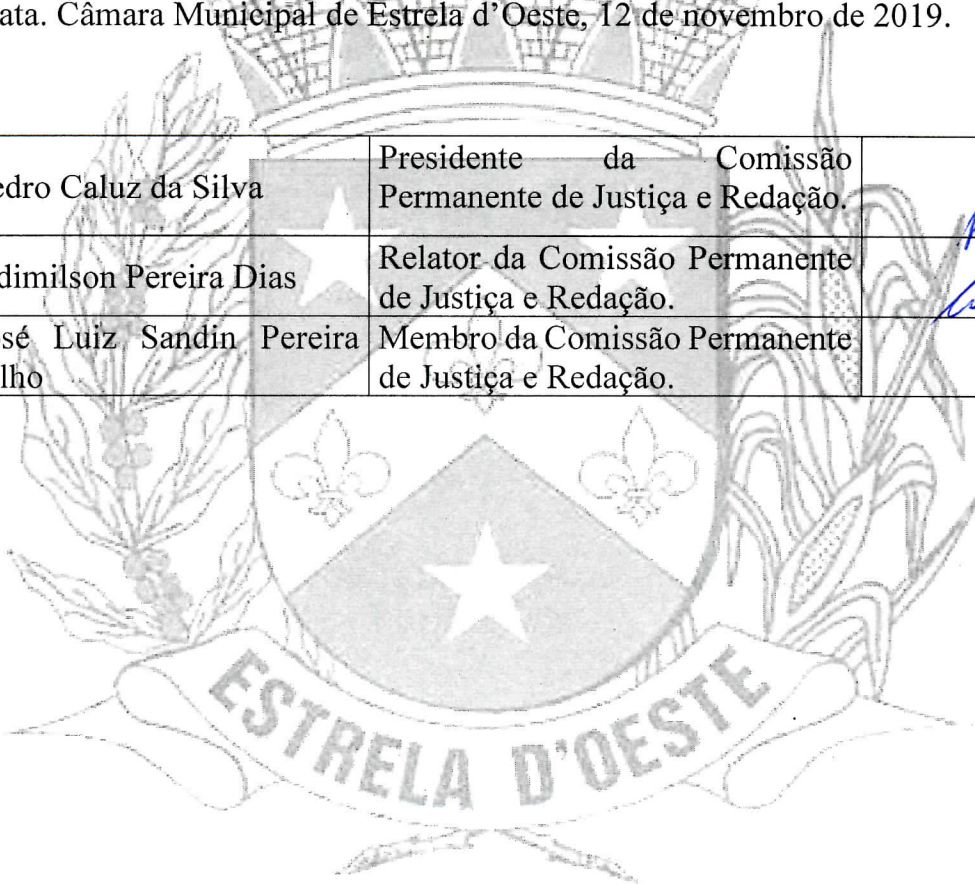 ata. Câmara Municipal de Estrela d’Oeste, 12 de novembro de 2019.
edro Caluz da Silva
Presidente da Comissão
Permanente de Justiça e Redação.
dimilson Pereira Dias
Relator da Comissão Permanente
de Justiça e Redação.
sé Luiz Sandin Pereira
lho
Membro da Comissão Permanente
de Justiça e Redação.
ESTRELA D'OESTE